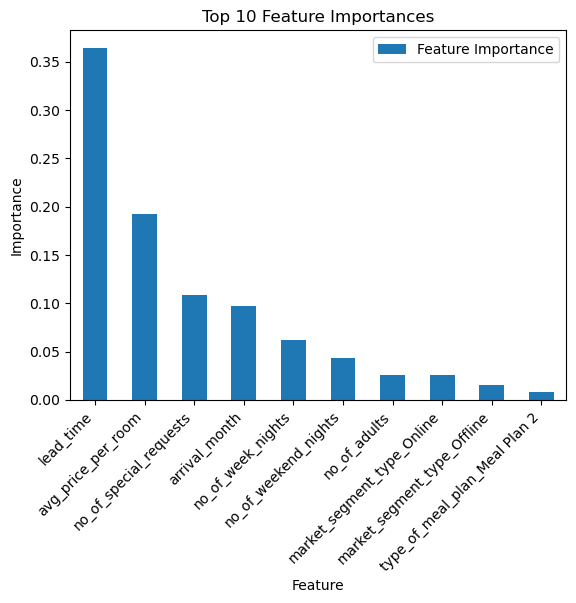 Top 10 Feature Importances
Feature Importance
Importance
0.35
0.30
0.25
0.20
0.15
0.10
0.05
0.00
lead_time
avg_price_per_room
no_of_special_requests
arrival_month
no_of_week_nights
no_of_weekend_nights
no_of_adults
market_segment_type_Online
market_segment_type_Offline
type_of_meal_plan_Meal Plan 2
Feature